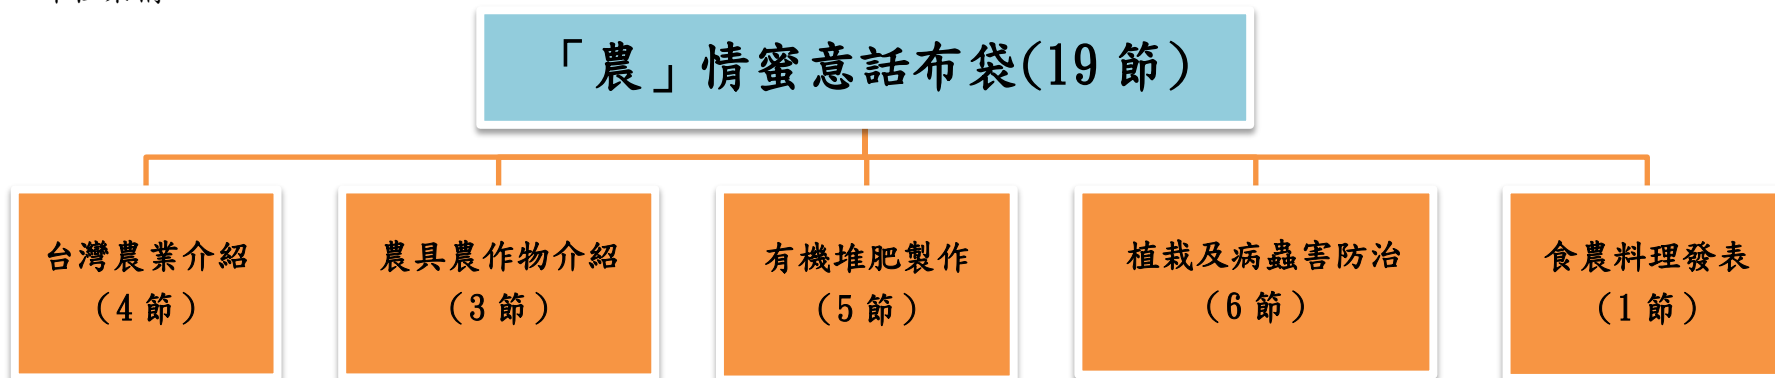 「農」情蜜意話布袋(19 節)
台灣農業介紹
(4 節)
農具農作物介紹
(3 節)
有機堆肥製作
(5 節)
植栽及病蟲害防治
(6 節)
食農料理發表
(1 節)